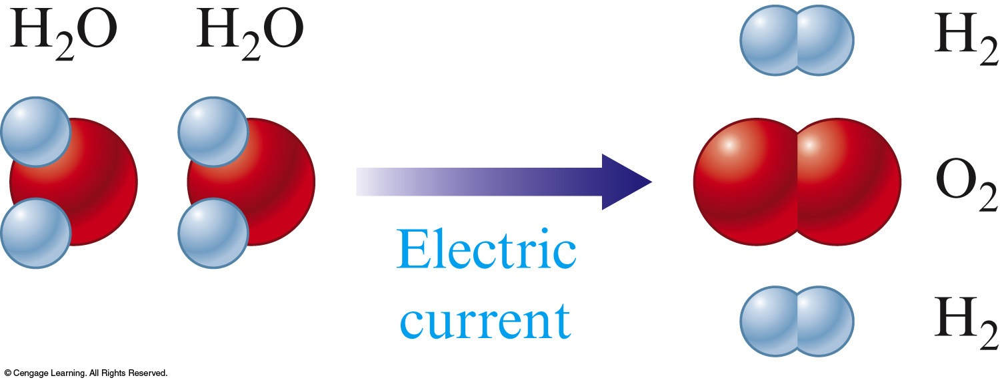 H₂O H₂O
H₂
O₂
Electric
current
H₂
© Cengage Learning. All Rights Reserved.